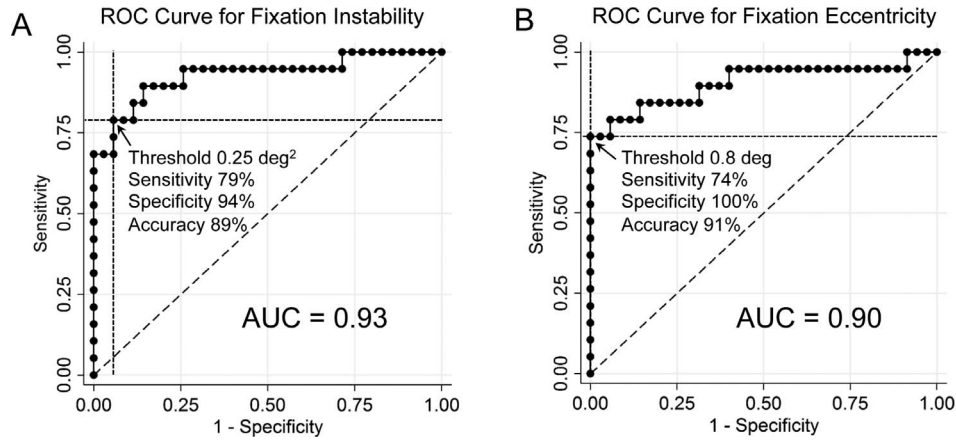 A
ROC Curve for Fixation Instability
Sensitivity
1.00
0.75
0.50
0.25
0.00
Threshold 0.25 deg²
Sensitivity 79%
Specificity 94%
Accuracy 89%
AUC = 0.93
0.00 0.25 0.50 0.75 1.00
1 - Specificity
B
ROC Curve for Fixation Eccentricity
Sensitivity
1.00
0.75
0.50
0.25
0.00
Threshold 0.8 deg
Sensitivity 74%
Specificity 100%
Accuracy 91%
AUC = 0.90
0.00 0.25 0.50 0.75 1.00
1 - Specificity